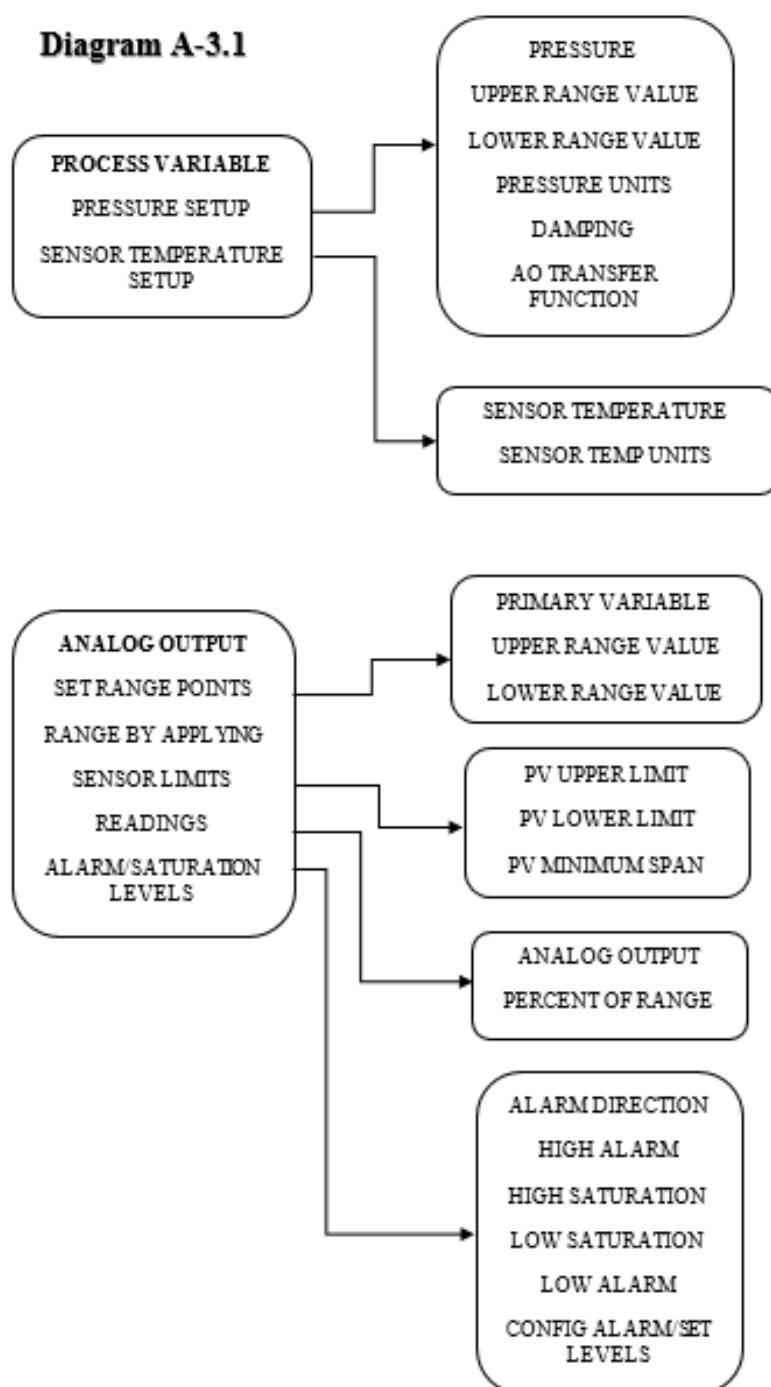 Diagram A-3.1
PROCESS VARIABLE
PRESSURE SETUP
SENSOR TEMPERATURE
SETUP
PRESSURE
UPPER RANGE VALUE
LOWER RANGE VALUE
PRESSURE UNITS
DAMPING
AO TRANSFER
FUNCTION
SENSOR TEMPERATURE
SENSOR TEMP UNITS
ANALOG OUTPUT
SET RANGE POINTS
RANGE BY APPLYING
SENSOR LIMITS
READINGS
ALARM/SATURATION
LEVELS
PRIMARY VARIABLE
UPPER RANGE VALUE
LOWER RANGE VALUE
PV UPPER LIMIT
PV LOWER LIMIT
PV MINIMUM SPAN
ANALOG OUTPUT
PERCENT OF RANGE
ALARM DIRECTION
HIGH ALARM
HIGH SATURATION
LOW SATURATION
LOW ALARM
CONFIG ALARM/SET
LEVELS